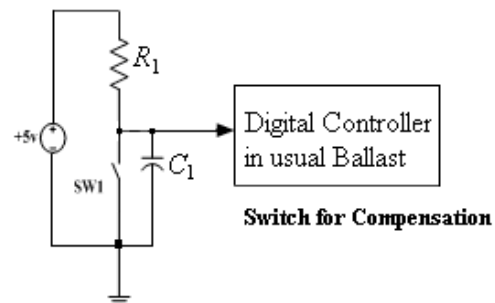 R1
+5v
SW1
C1
Digital Controller
in usual Ballast
Switch for Compensation